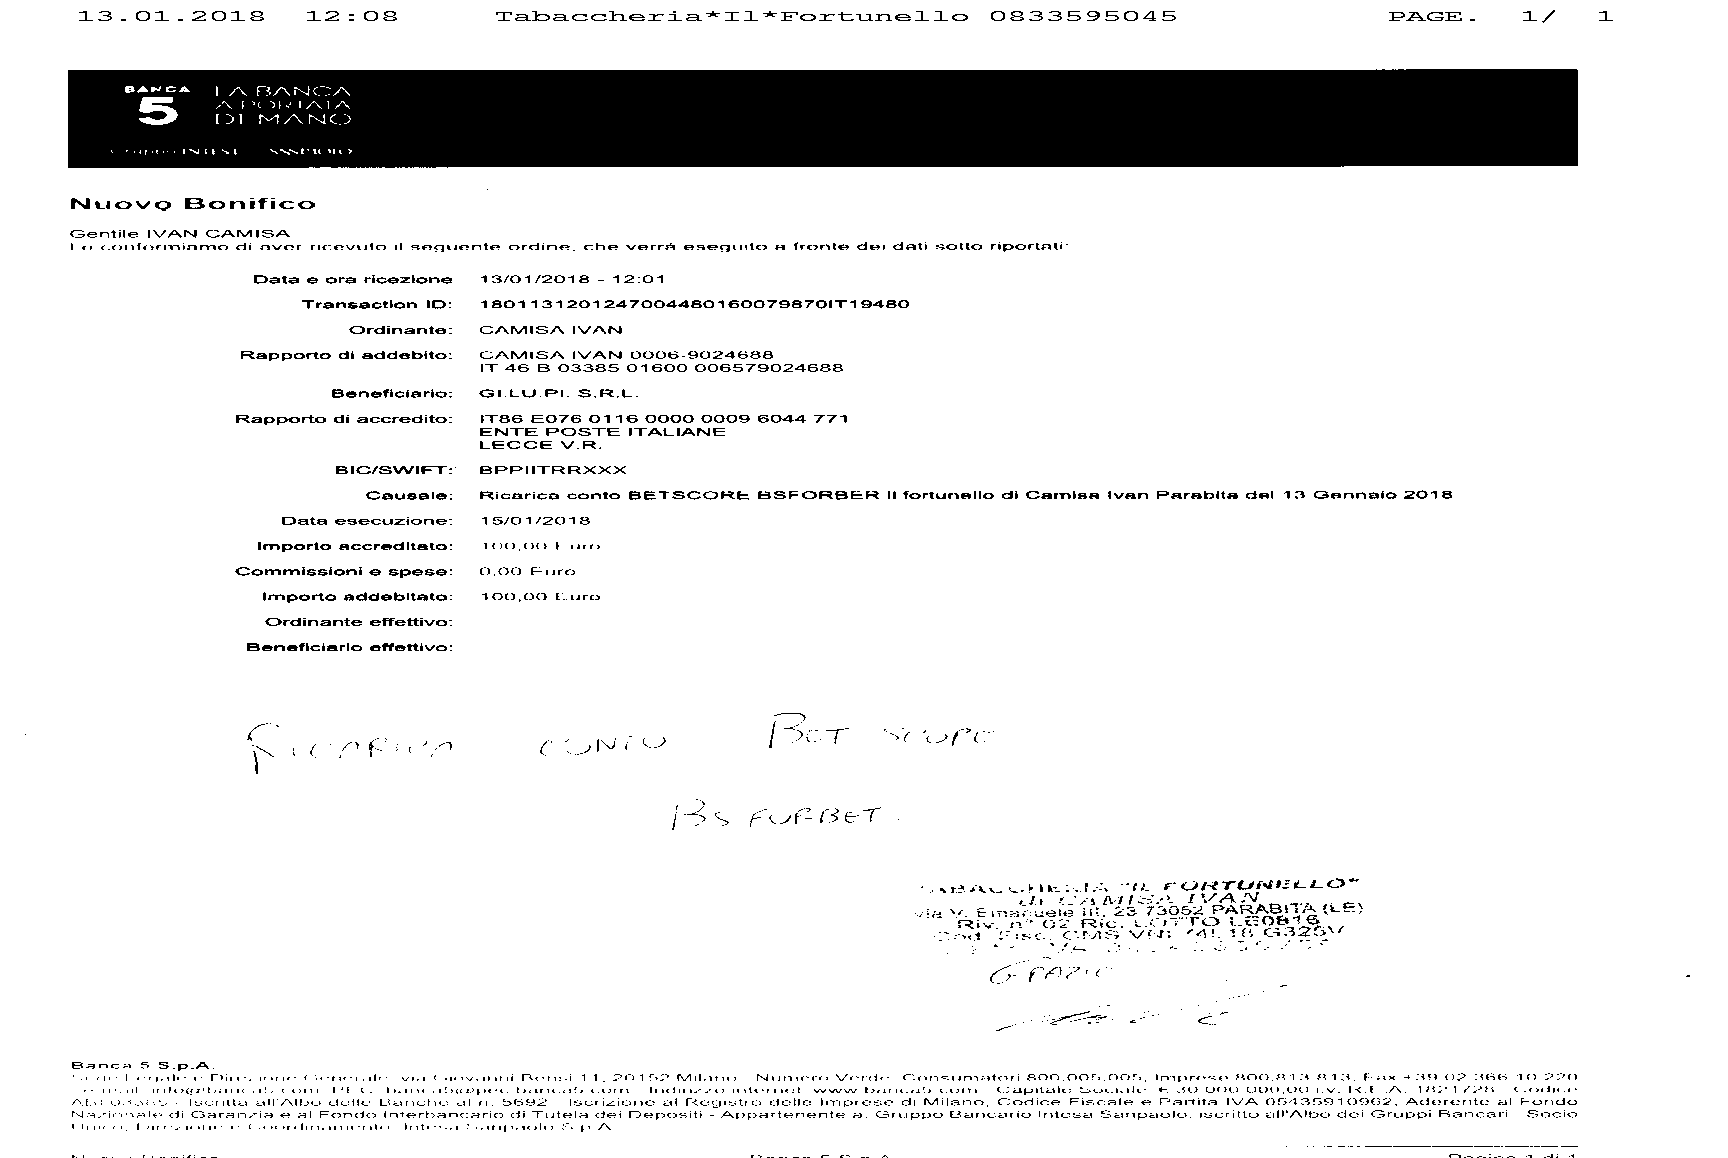 13.01.2018 12:08 Tabaccheria*Il*Fortunello 0833595045 PAGE. 1/ 1
BANCA 5 LA BANCA
A PORTATA
DI MANO
Gruppo INTESA SANPAOLO
Nuovo Bonifico
Gentile IVAN CAMISA
Le confermiamo di aver ricevuto il seguente ordine, che verrà eseguito a fronte dei dati sotto riportati:
Data e ora ricezione 13/01/2018 - 12:01
Transaction ID: 1801131201247004480160079870IT19480
Ordinante: CAMISA IVAN
Rapporto di addebito: CAMISA IVAN 0006-9024688
IT 46 B 03385 01600 006579024688
Beneficiario: GI.LU.PI. S.R.L.
Rapporto di accredito: IT86 E076 0116 0000 0009 6044 771
ENTE POSTE ITALIANE
LECCE V.R.
BIC/SWIFT: BPPIITRRXXX
Causale: Ricarica conto BETSCORE BSFORBER Il fortunello di Camisa Ivan Parabita del 13 Gennaio 2018
Data esecuzione: 15/01/2018
Importo accreditato: 100,00 Euro
Commissioni e spese: 0,00 Euro
Importo addebitato: 100,00 Euro
Ordinante effettivo:
Beneficiario effettivo:
RICARICA CONTO BET SCORE
BS FORBET.
TABACCHERIA "IL FORTUNELLO"
di CAMISA IVAN
via V. Emanuele III, 23 73052 PARABITA (LE)
Riv. n° 02 Ric. LOTTO LE0816
Cod. Fisc. CMS VNI 74L16 G325V
GRAZIE
Banca 5 S.p.A.
Sede Legale e Direzione Generale: via Giovanni Bensi 11, 20152 Milano - Numero Verde: Consumatori 800.005.005, Imprese 800.813.813, Fax +39 02 366 10 220
e-mail: info@banca5.com PEC: banca5@pec.banca5.com - Indirizzo internet www.banca5.com - Capitale Sociale € 30.000.000,00 i.v. R.E.A. 1821728 - Codice
ABI 03385 - Iscritta all'Albo delle Banche al n. 5692 - Iscrizione al Registro delle Imprese di Milano, Codice Fiscale e Partita IVA 05435910962, Aderente al Fondo
Nazionale di Garanzia e al Fondo Interbancario di Tutela dei Depositi - Appartenente al Gruppo Bancario Intesa Sanpaolo, iscritto all'Albo dei Gruppi Bancari - Socio
Unico, Direzione e Coordinamento: Intesa Sanpaolo S.p.A.
Nuovo Bonifico Banca 5 S.p.A. Pagina 1 di 1